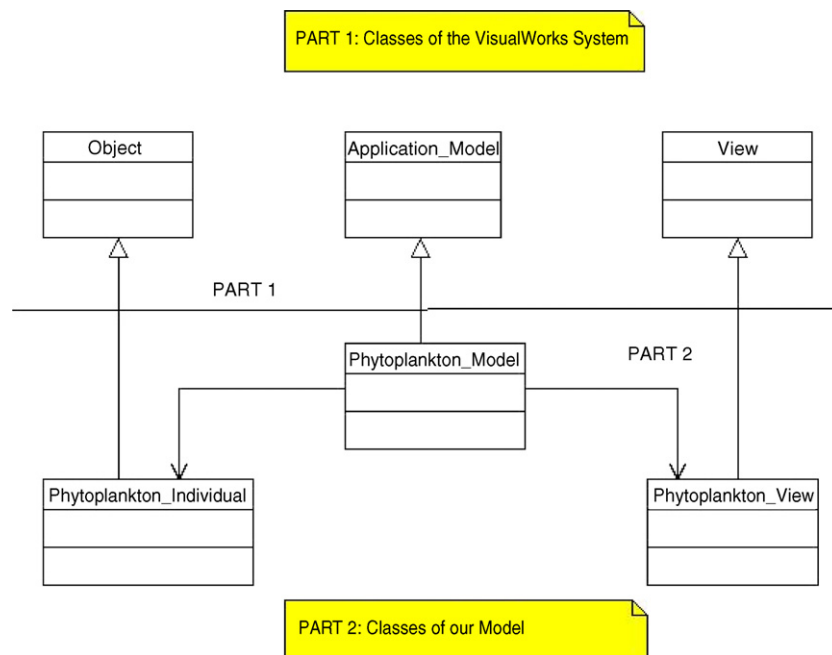 PART 1: Classes of the VisualWorks System
Object
Application_Model
View
PART 1
Phytoplankton_Model
PART 2
Phytoplankton_Individual
Phytoplankton_View
PART 2: Classes of our Model